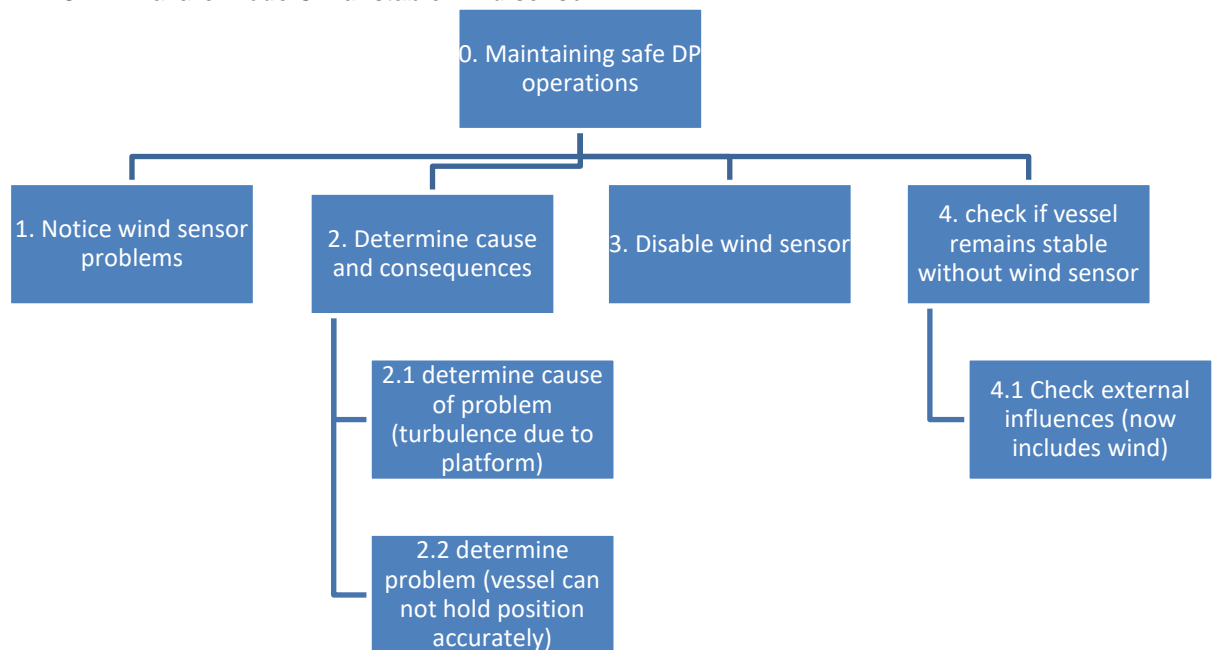 0. Maintaining safe DP
operations
1. Notice wind sensor
problems
2. Determine cause
and consequences
3. Disable wind sensor
4. check if vessel
remains stable
without wind sensor
2.1 determine cause
of problem
(turbulence due to
platform)
4.1 Check external
influences (now
includes wind)
2.2 determine
problem (vessel can
not hold position
accurately)